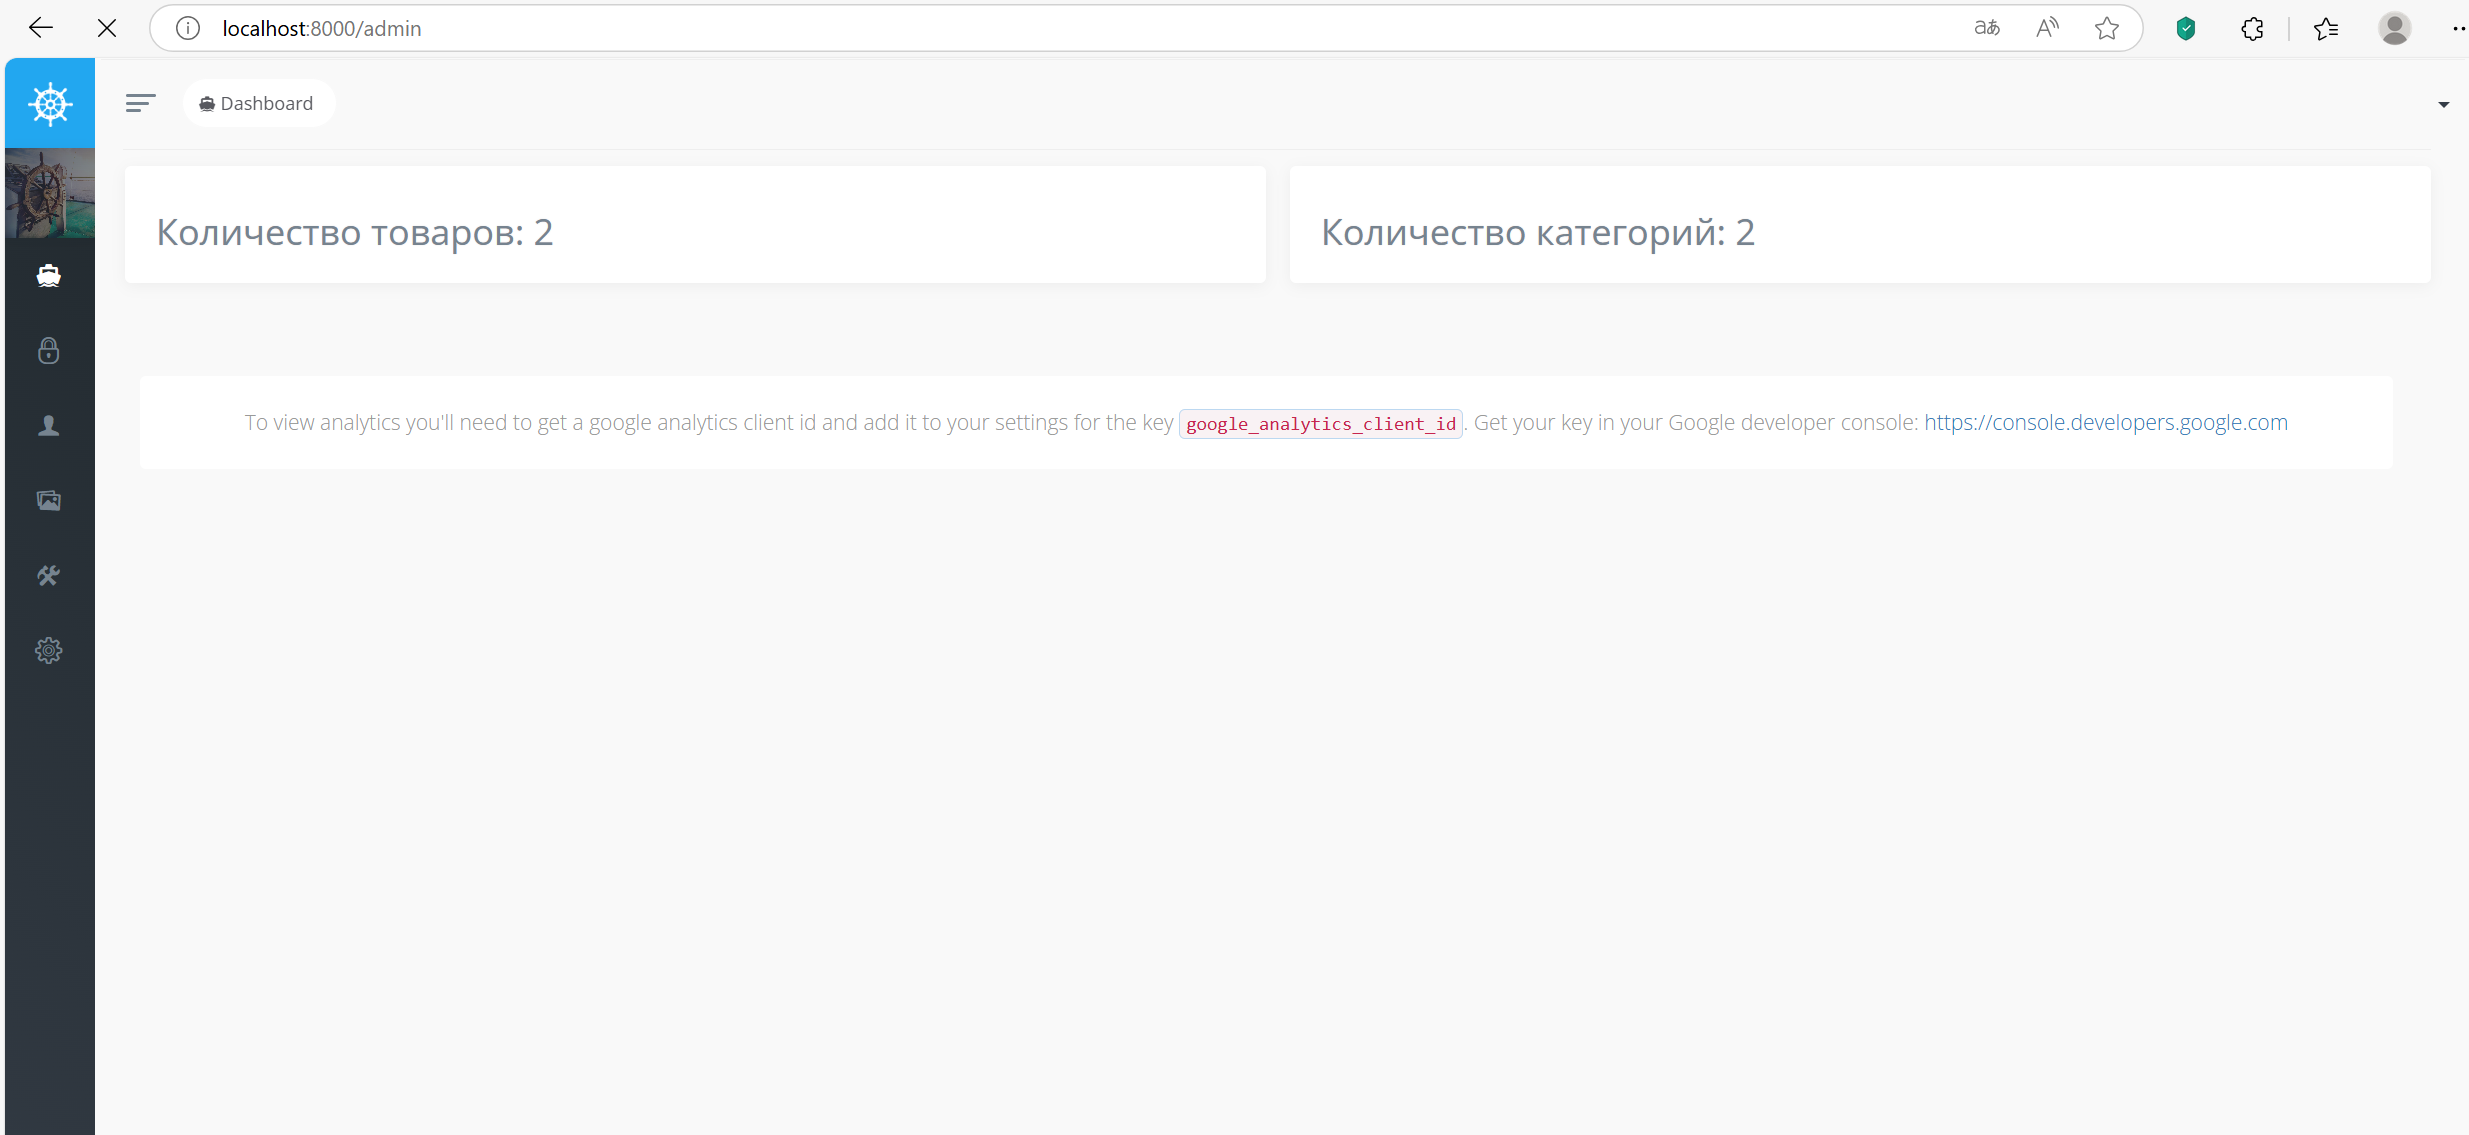 localhost:8000/admin
Dashboard
Количество товаров: 2
Количество категорий: 2
To view analytics you'll need to get a google analytics client id and add it to your settings for the key google_analytics_client_id. Get your key in your Google developer console: https://console.developers.google.com